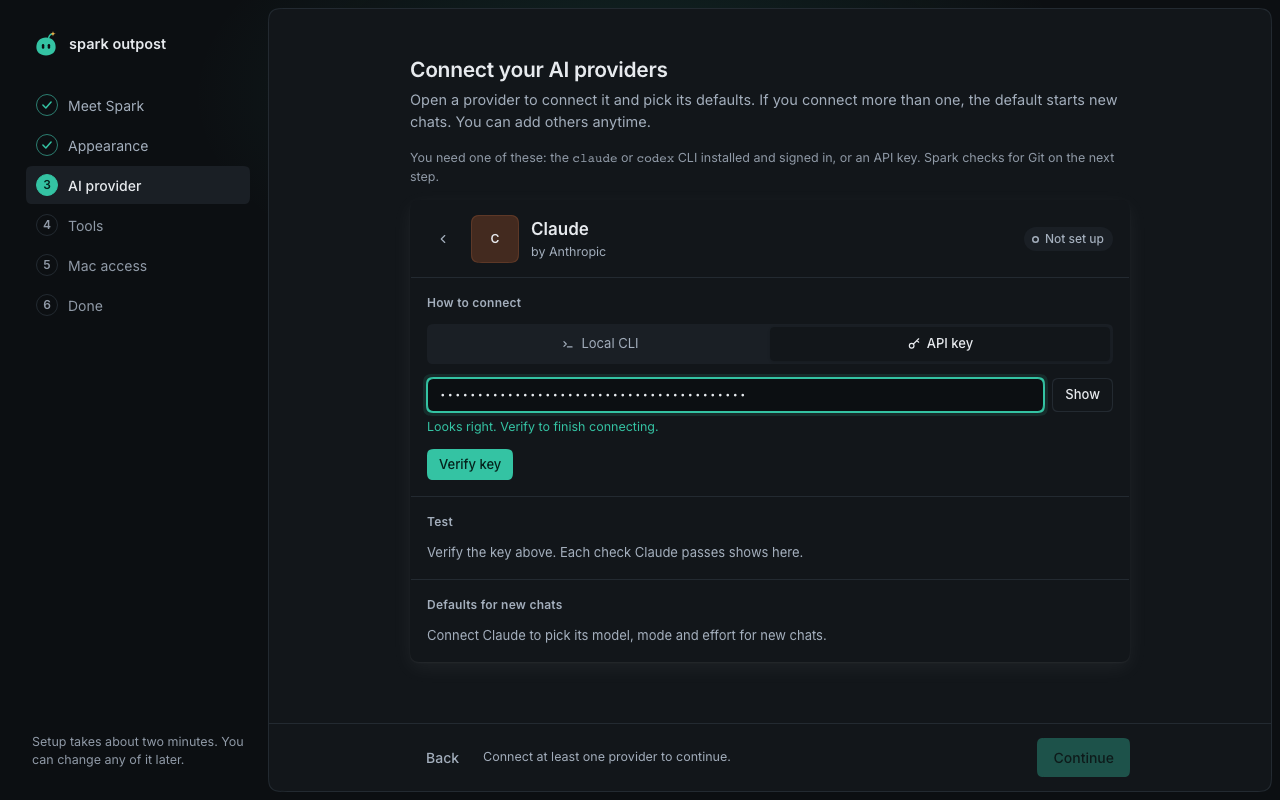 spark outpost
Meet Spark
Appearance
3 AI provider
4 Tools
5 Mac access
6 Done
Setup takes about two minutes. You
can change any of it later.
Connect your AI providers
Open a provider to connect it and pick its defaults. If you connect more than one, the default starts new
chats. You can add others anytime.
You need one of these: the claude or codex CLI installed and signed in, or an API key. Spark checks for Git on the next
step.
C
Claude
by Anthropic
Not set up
How to connect
Local CLI
API key
Show
Looks right. Verify to finish connecting.
Verify key
Test
Verify the key above. Each check Claude passes shows here.
Defaults for new chats
Connect Claude to pick its model, mode and effort for new chats.
Back
Connect at least one provider to continue.
Continue